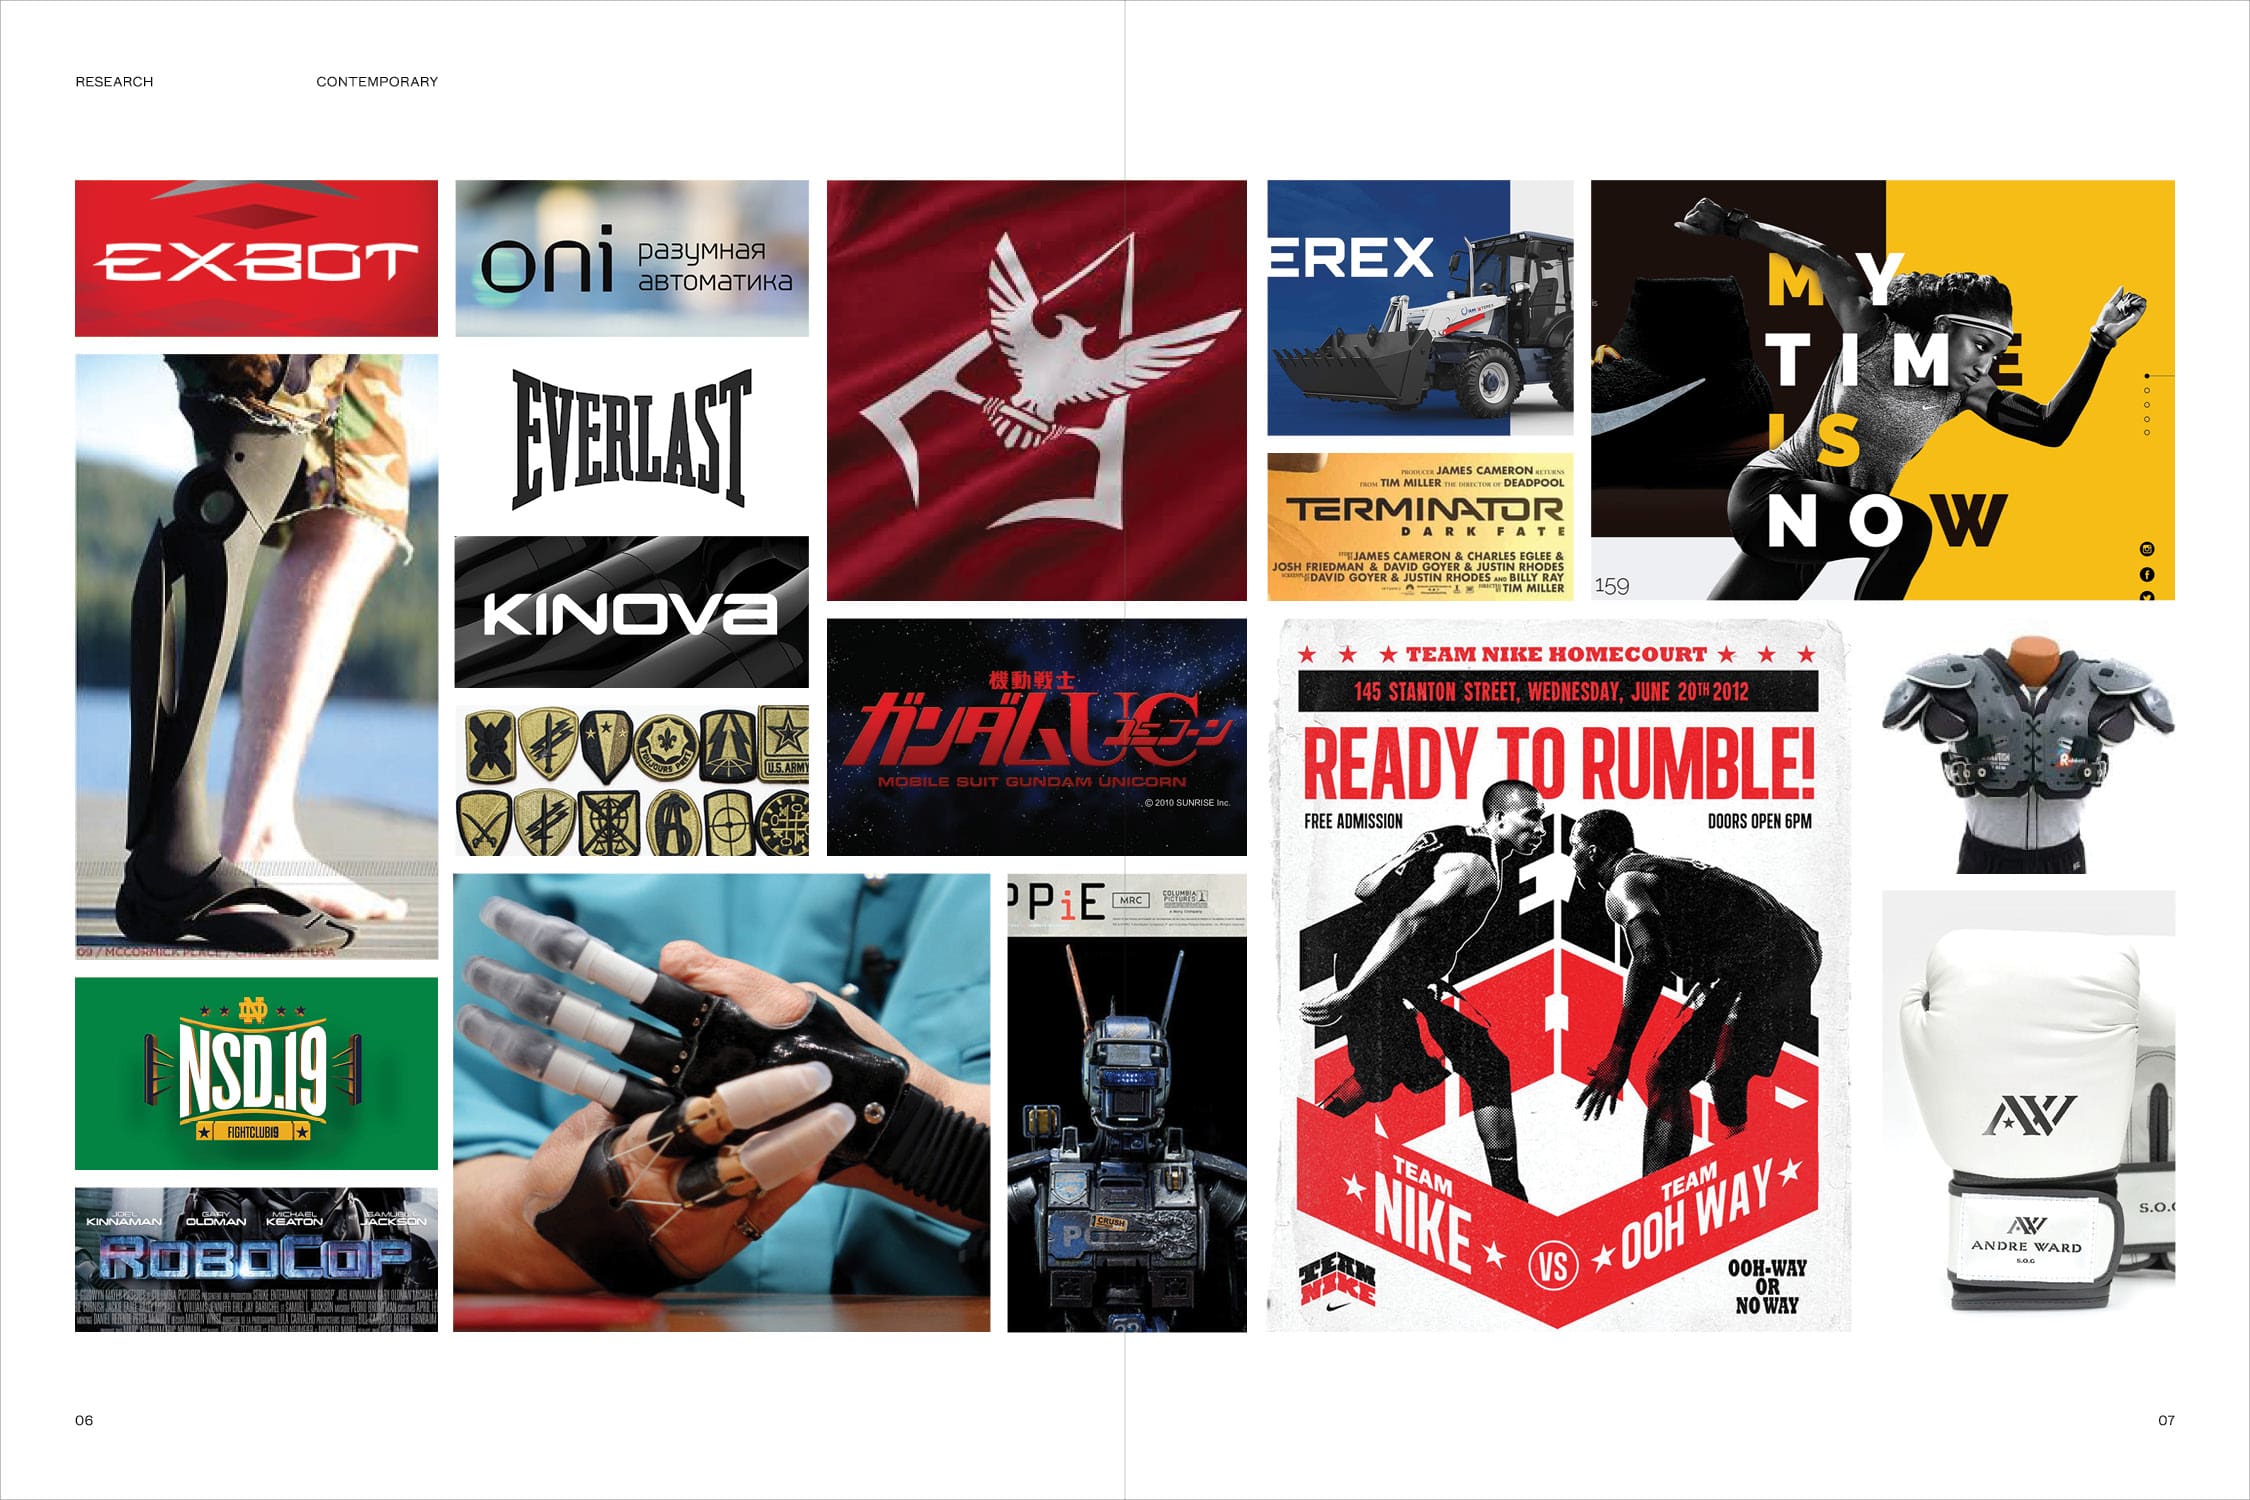 RESEARCH
CONTEMPORARY
EXBOT
oni
разумная
автоматика
EVERLAST
KINOVA
U.S. ARMY
TOUJOURS PRET
09 / MCCORMICK PLACE / CHICAGO, IL USA
ND
NSD.19
FIGHTCLUB19
JOEL KINNAMAN
GARY OLDMAN
MICHAEL KEATON
SAMUEL JACKSON
ROBOCOP
機動戦士
ガンダムUC
ユニコーン
MOBILE SUIT GUNDAM UNICORN
© 2010 SUNRISE Inc.
PPiE
MRC
COLUMBIA
PICTURES
A Sony Company
CRUSH
EREX
PRODUCER JAMES CAMERON RETURNS
FROM TIM MILLER THE DIRECTOR OF DEADPOOL
TERMINATOR
DARK FATE
STORY BY JAMES CAMERON & CHARLES EGLEE &
JOSH FRIEDMAN & DAVID GOYER & JUSTIN RHODES
SCREENPLAY BY DAVID GOYER & JUSTIN RHODES AND BILLY RAY
DIRECTED BY TIM MILLER
is
MY
TIME
IS
NOW
159
TEAM NIKE HOMECOURT
145 STANTON STREET, WEDNESDAY, JUNE 20TH 2012
READY TO RUMBLE!
FREE ADMISSION
DOORS OPEN 6PM
TEAM
NIKE
VS
TEAM
OOH WAY
TEAM
NIKE
OOH-WAY
OR
NO WAY
AW
AW
ANDRE WARD
S.O.G
S.O.G
06
07